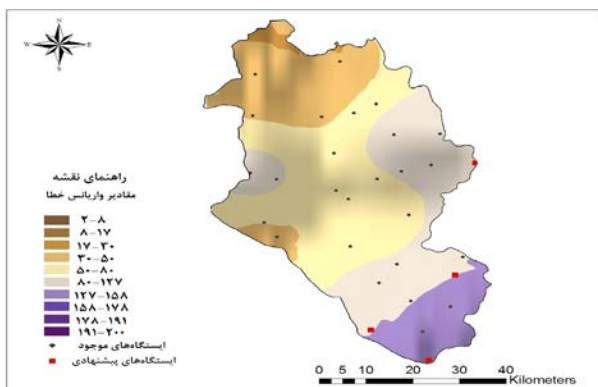 N
W E
S
راهنمای نقشه
مقادیر واریانس خطا
۲-۸
۸-۱۷
۱۷-۳۰
۳۰-۵۰
۵۰-۸۰
۸۰-۱۲۷
۱۲۷-۱۵۸
۱۵۸-۱۷۸
۱۷۸-۱۹۱
۱۹۱-۲۰۰
ایستگاه‌های موجود
ایستگاه‌های پیشنهادی
0 5 10 20 30 40
Kilometers